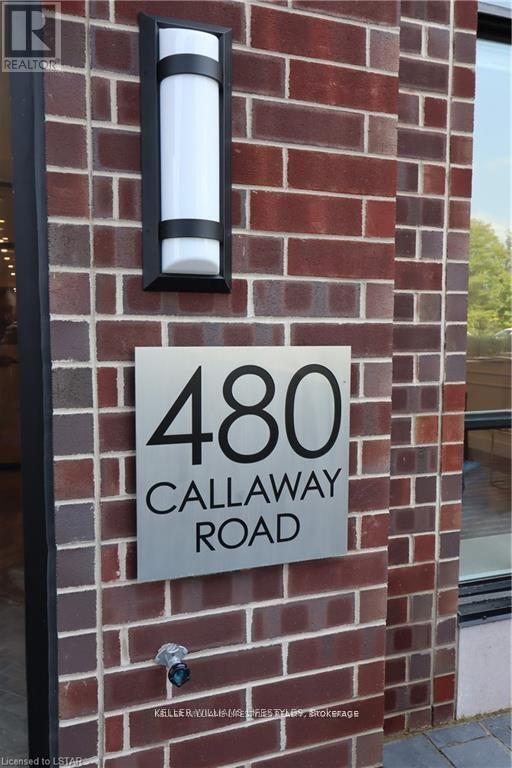 R
REALTOR®
480
CALLAWAY
ROAD
KELLER WILLIAMS LIFESTYLES, Brokerage
Licensed to LSTAR